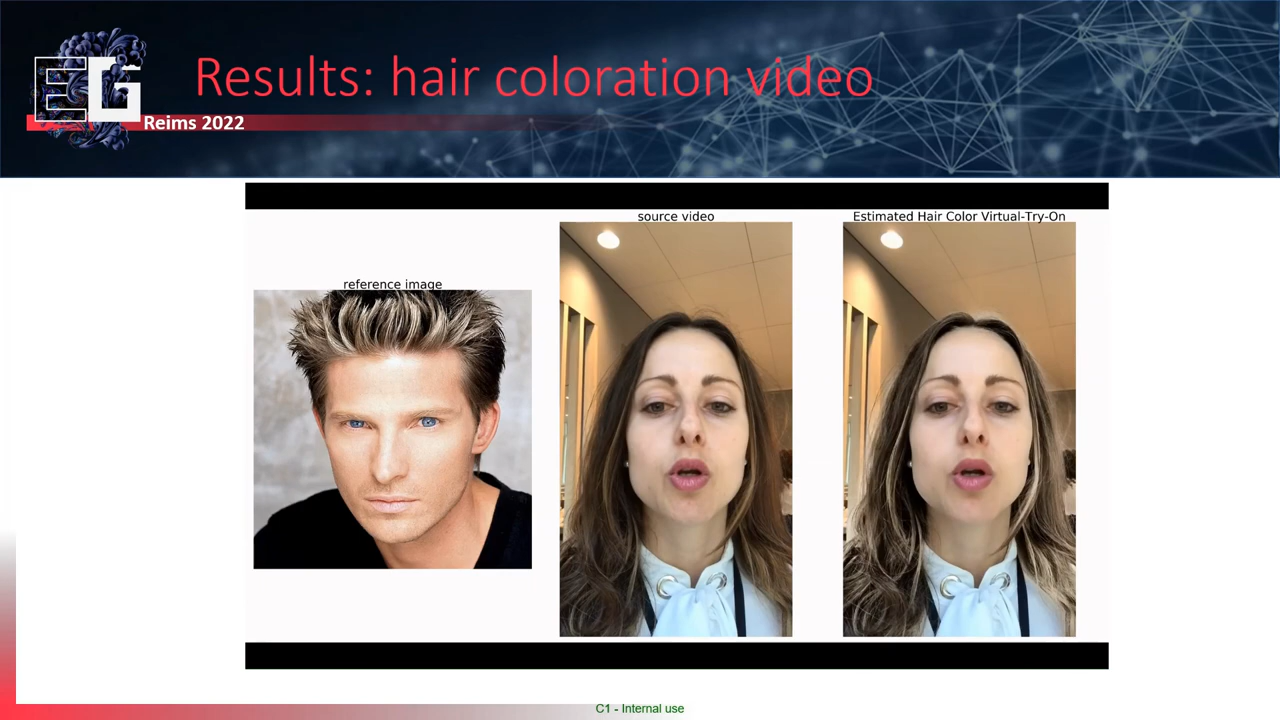 Results: hair coloration video
EG
Reims 2022
source video
Estimated Hair Color Virtual-Try-On
reference image
C1 - Internal use